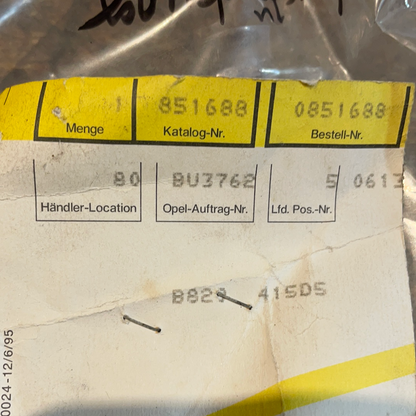 1 851688 0851688
Menge Katalog-Nr. Bestell-Nr.
80 BU3762 5 0613
Händler-Location Opel-Auftrag-Nr. Lfd. Pos.-Nr.
B829 415D5
0024-12/6/95